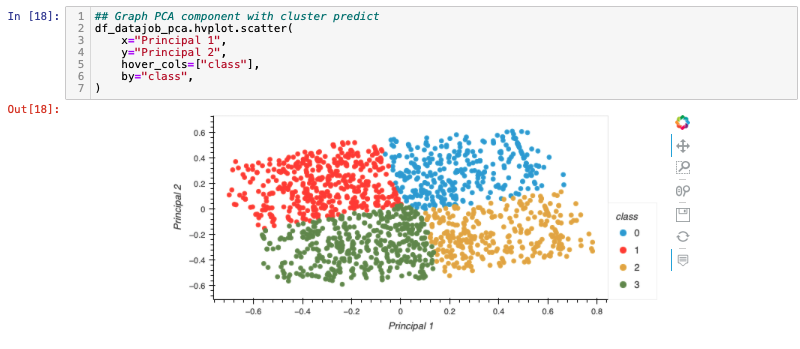 In [18]:
1 ## Graph PCA component with cluster predict
2 df_datajob_pca.hvplot.scatter(
3 x="Principal 1",
4 y="Principal 2",
5 hover_cols=["class"],
6 by="class",
7 )
Out[18]:
Principal 2
0.6
0.4
0.2
0
−0.2
−0.4
−0.6
−0.6 −0.4 −0.2 0 0.2 0.4 0.6 0.8
Principal 1
class
0
1
2
3